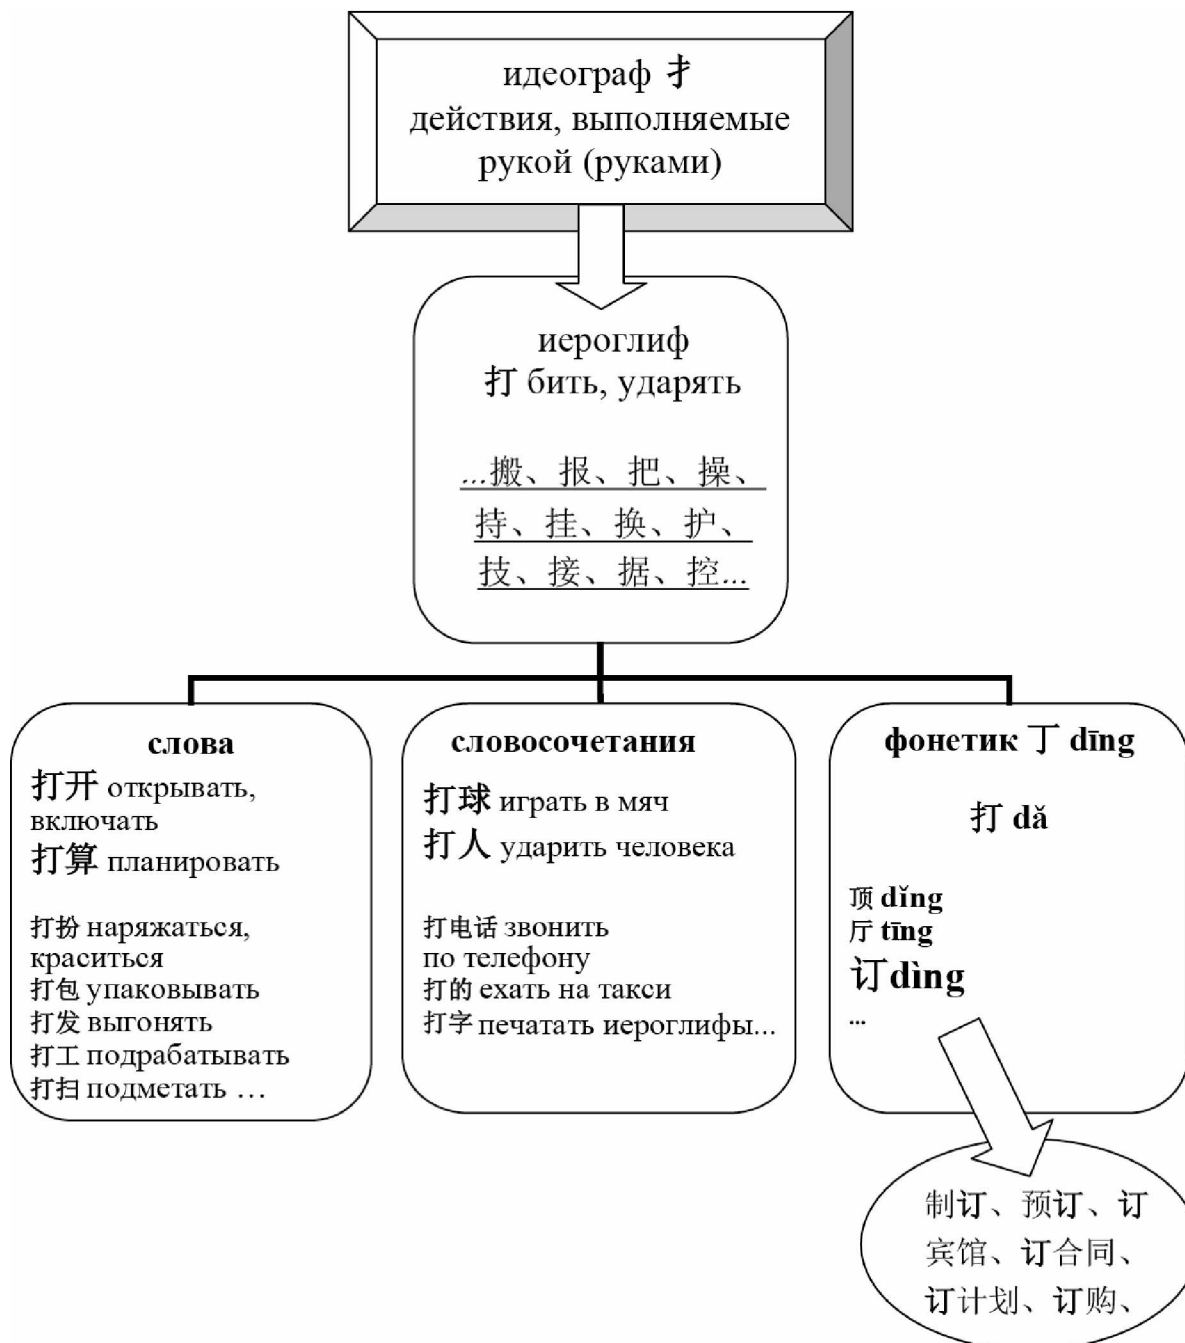 идеограф 扌
действия, выполняемые
рукой (руками)
иероглиф
打 бить, ударять
...搬、报、把、操、
持、挂、换、护、
技、接、据、控...
слова
打开 открывать,
включать
打算 планировать
打扮 наряжаться,
краситься
打包 упаковывать
打发 выгонять
打工 подрабатывать
打扫 подметать …
словосочетания
打球 играть в мяч
打人 ударить человека
打电话 звонить
по телефону
打的 ехать на такси
打字 печатать иероглифы...
фонетик 丁 dīng
打 dǎ
顶 dǐng
厅 tīng
订 dìng
...
制订、预订、订
宾馆、订合同、
订计划、订购、